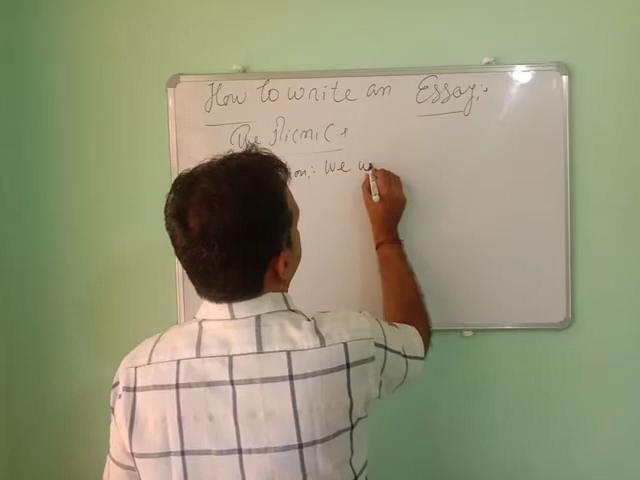 How to write an Essay:-
The Picnic
on:- We w